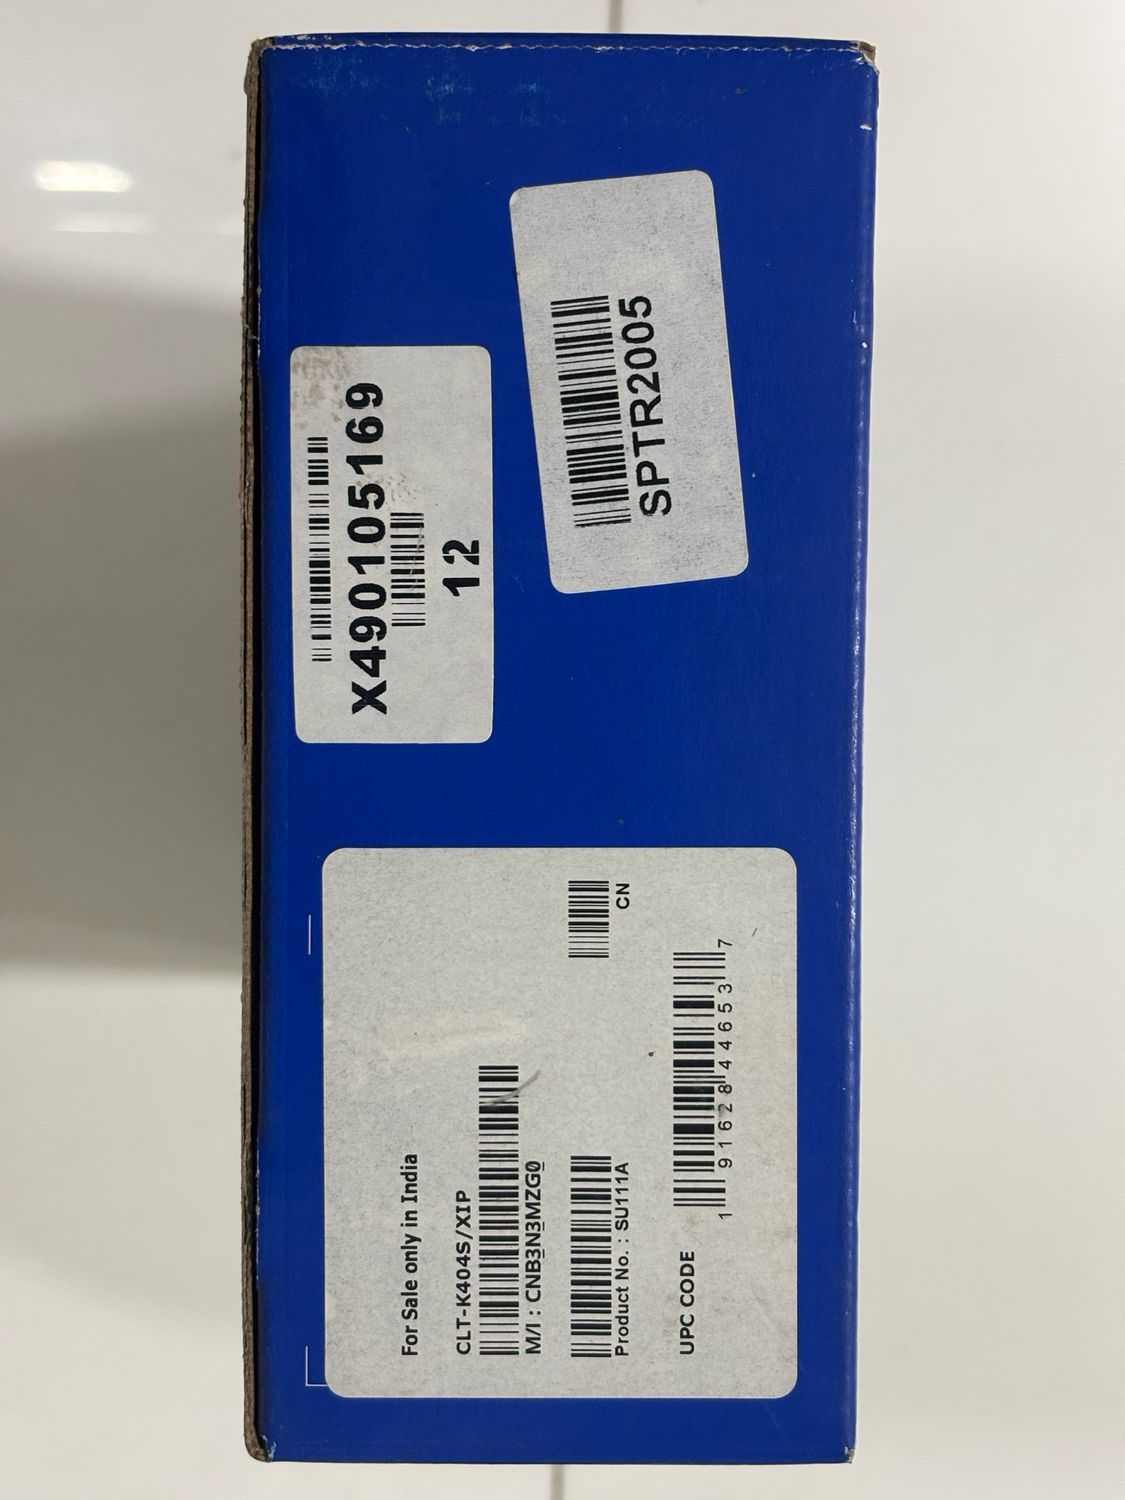 X490105169
12
SPTR2005
For Sale only in India
CLT-K404S/XIP
M/I : CNB3N3MZG0
CN
Product No. : SU111A
UPC CODE
1 91628 44653 7